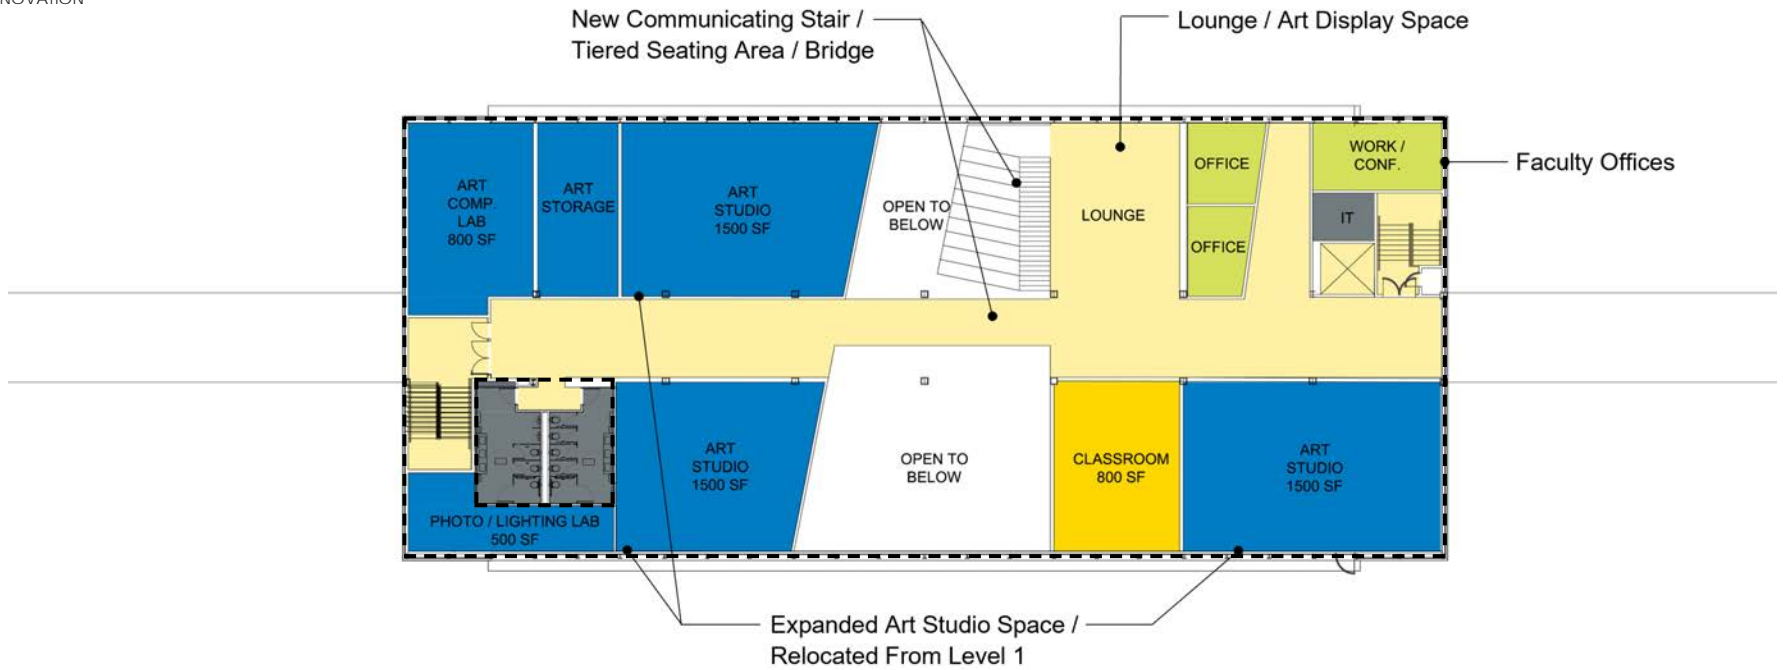 New Communicating Stair /
Tiered Seating Area / Bridge
Lounge / Art Display Space
Faculty Offices
ART
COMP.
LAB
800 SF
ART
STORAGE
ART
STUDIO
1500 SF
OPEN TO
BELOW
LOUNGE
OFFICE
OFFICE
WORK /
CONF.
IT
ART
STUDIO
1500 SF
OPEN TO
BELOW
CLASSROOM
800 SF
ART
STUDIO
1500 SF
PHOTO / LIGHTING LAB
500 SF
Expanded Art Studio Space /
Relocated From Level 1